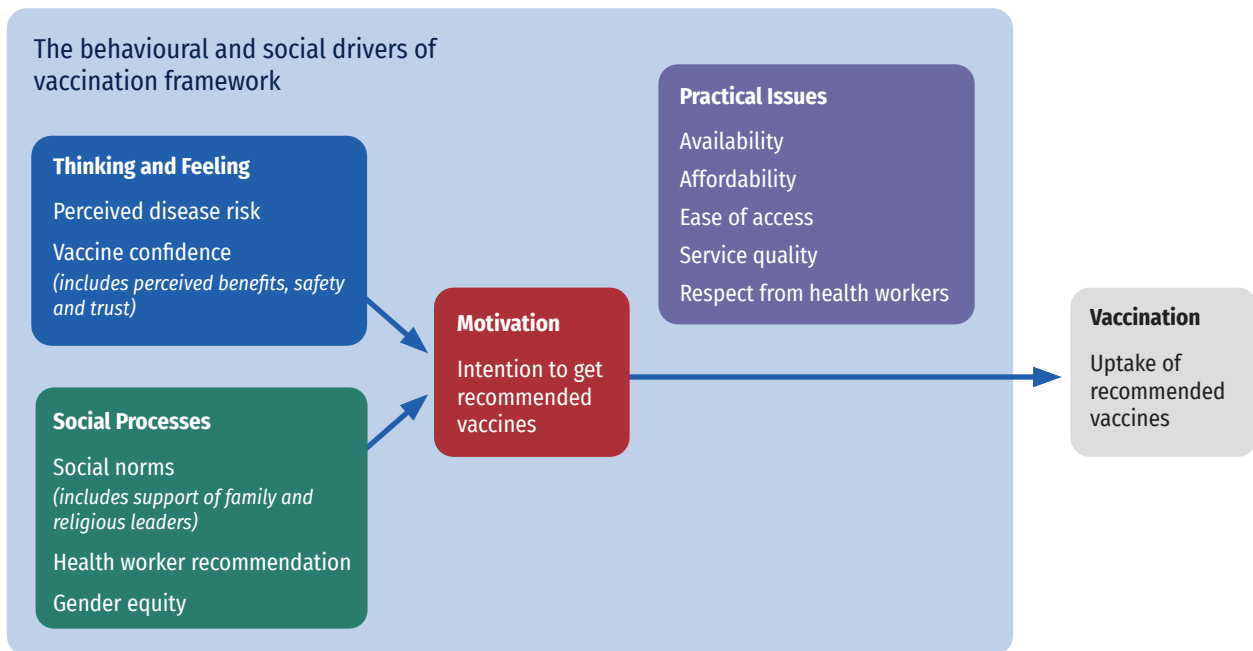 The behavioural and social drivers of
vaccination framework
Thinking and Feeling
Perceived disease risk
Vaccine confidence
(includes perceived benefits, safety
and trust)
Social Processes
Social norms
(includes support of family and
religious leaders)
Health worker recommendation
Gender equity
Motivation
Intention to get
recommended
vaccines
Practical Issues
Availability
Affordability
Ease of access
Service quality
Respect from health workers
Vaccination
Uptake of
recommended
vaccines